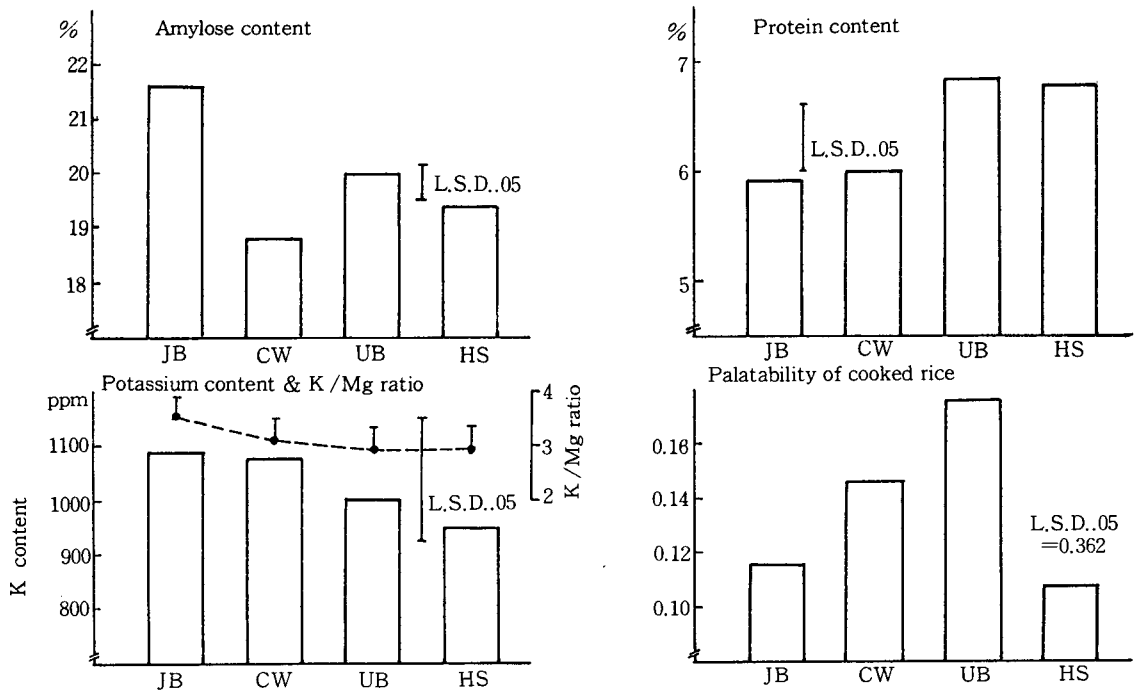 Amylose content
%
22
21
20
19
18
L.S.D..05
JB CW UB HS
Protein content
%
7
6
5
L.S.D..05
JB CW UB HS
Potassium content & K/Mg ratio
ppm
1100
1000
900
800
K content
4
3
2
K/Mg ratio
L.S.D..05
JB CW UB HS
Palatability of cooked rice
0.16
0.14
0.12
0.10
L.S.D..05
=0.362
JB CW UB HS